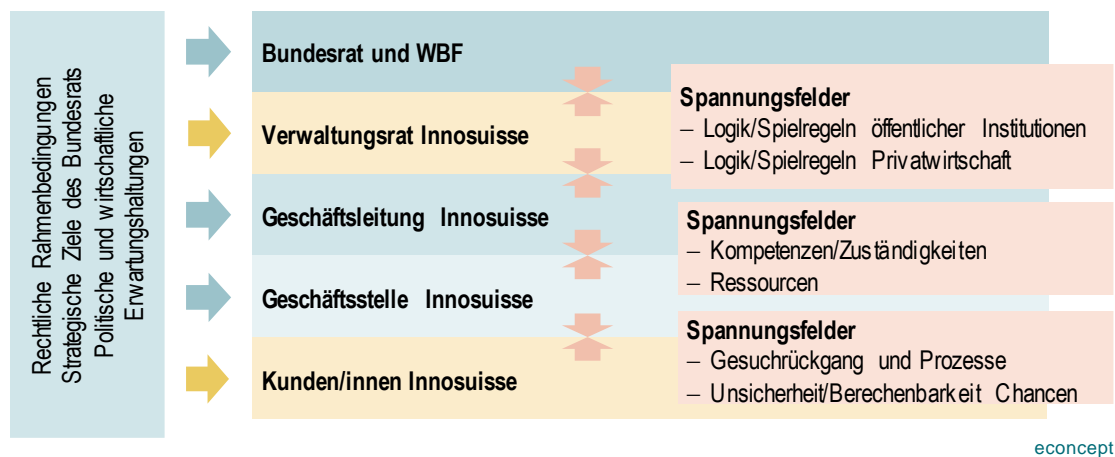 Rechtliche Rahmenbedingungen
Strategische Ziele des Bundesrats
Politische und wirtschaftliche
Erwartungshaltungen
Bundesrat und WBF
Verwaltungsrat Innosuisse
Geschäftsleitung Innosuisse
Geschäftsstelle Innosuisse
Kunden/innen Innosuisse
Spannungsfelder
– Logik/Spielregeln öffentlicher Institutionen
– Logik/Spielregeln Privatwirtschaft
Spannungsfelder
– Kompetenzen/Zuständigkeiten
– Ressourcen
Spannungsfelder
– Gesuchrückgang und Prozesse
– Unsicherheit/Berechenbarkeit Chancen
econcept